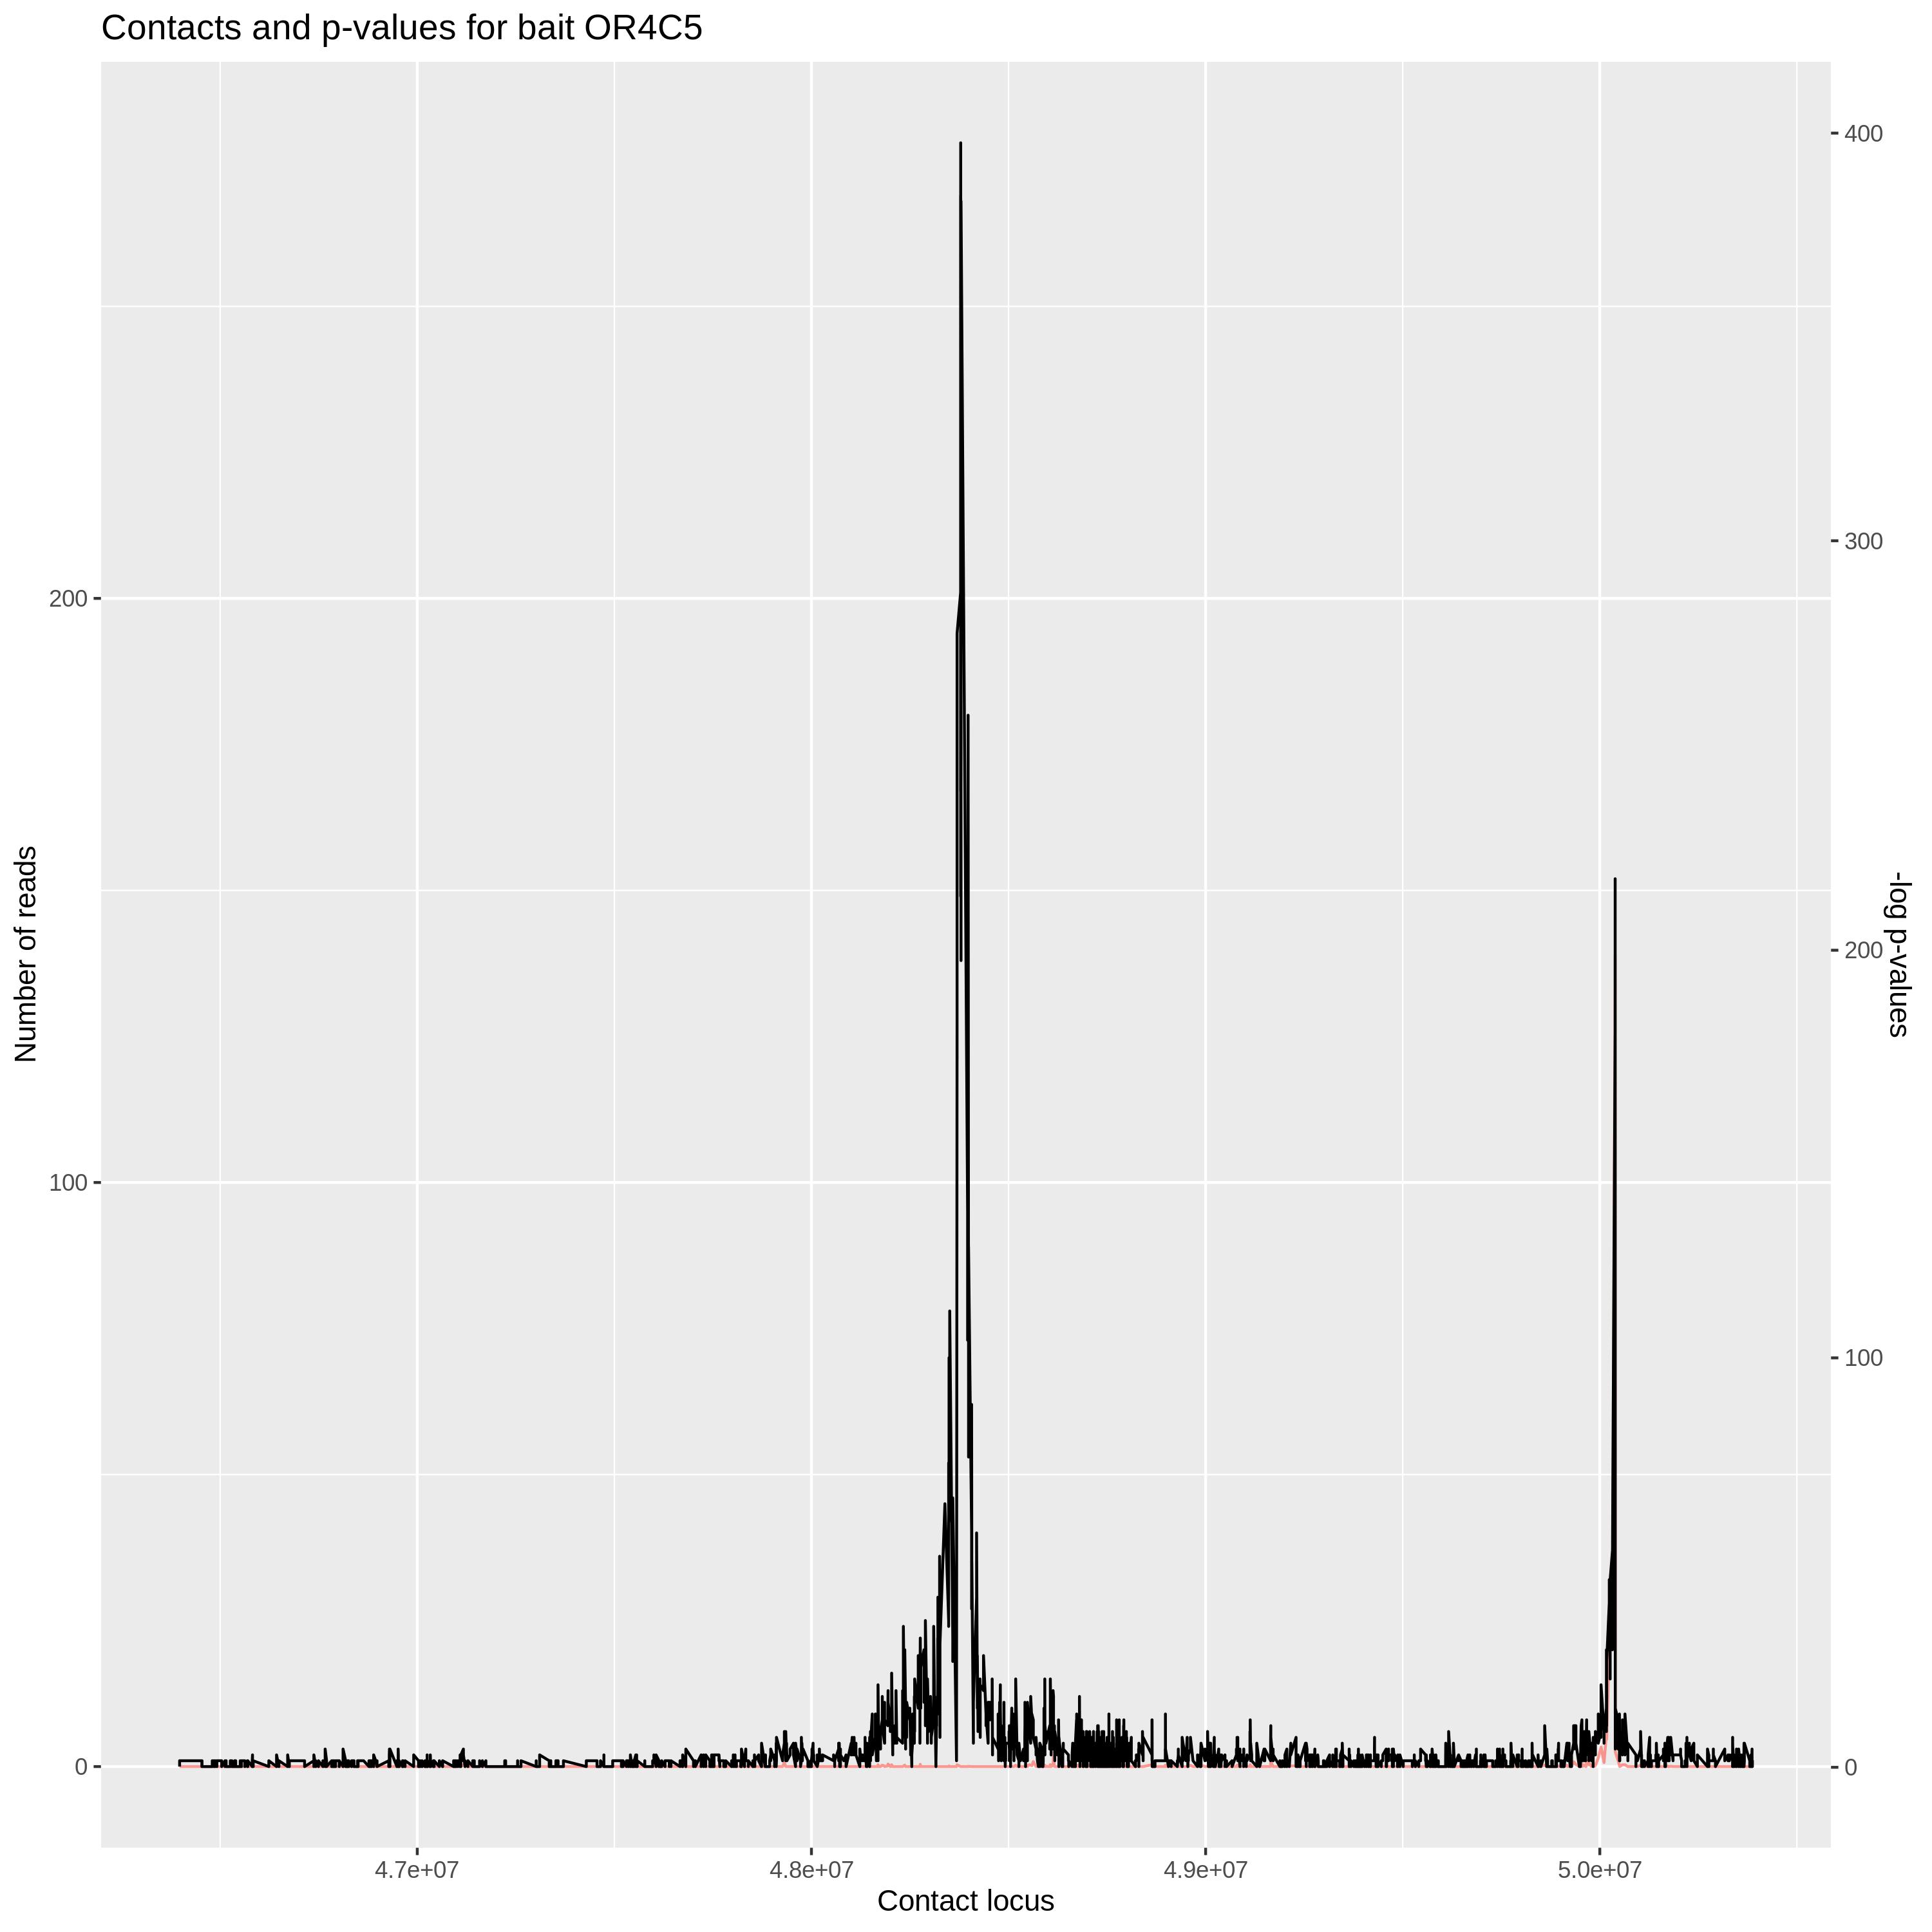 Contacts and p-values for bait OR4C5
400
300
200
200
100
100
0
0
Number of reads
-log p-values
4.7e+07
4.8e+07
4.9e+07
5.0e+07
Contact locus